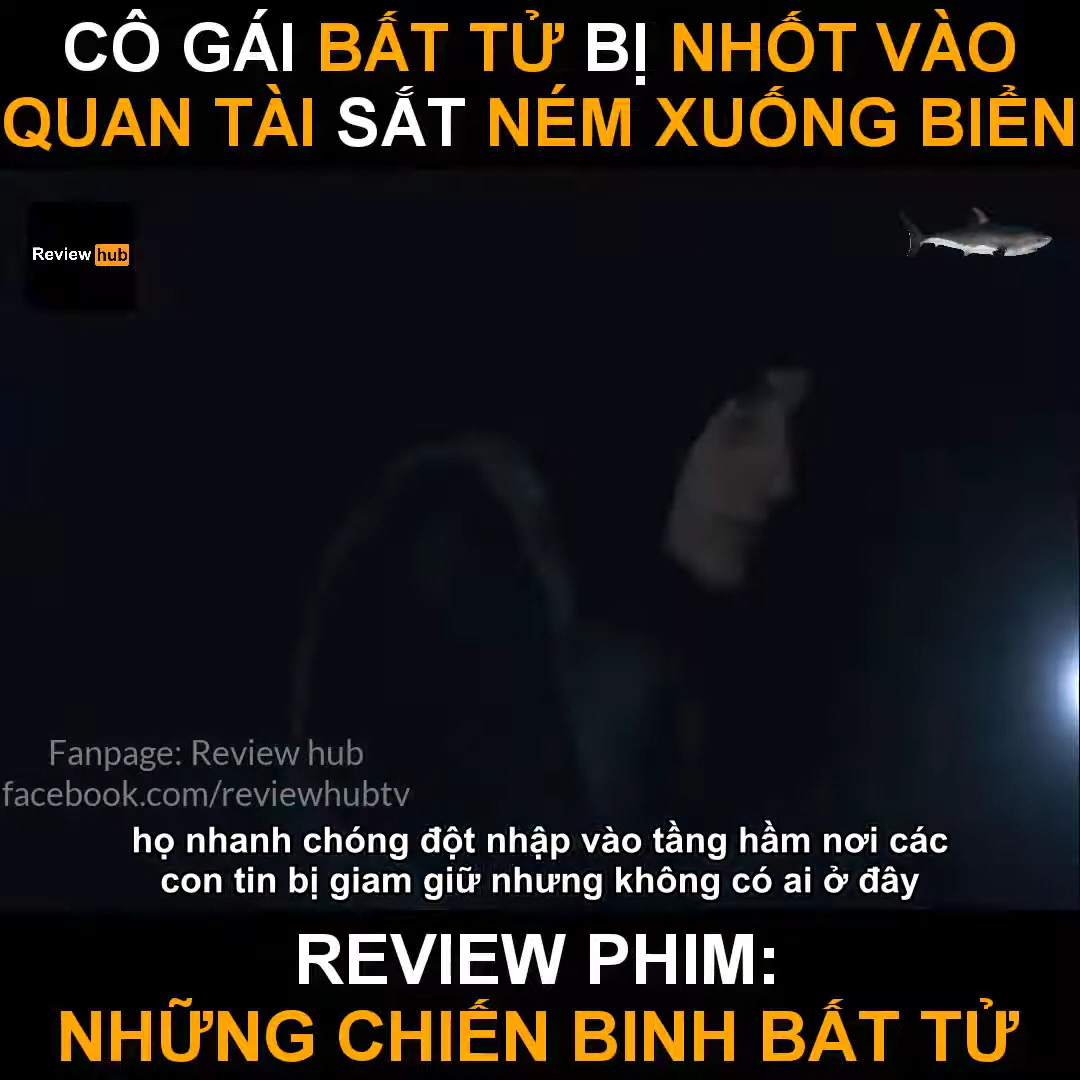 CÔ GÁI BẤT TỬ BỊ NHỐT VÀO
QUAN TÀI SẮT NÉM XUỐNG BIỂN
Review hub
Fanpage: Review hub
facebook.com/reviewhubtv
họ nhanh chóng đột nhập vào tầng hầm nơi các
con tin bị giam giữ nhưng không có ai ở đây
REVIEW PHIM:
NHỮNG CHIẾN BINH BẤT TỬ